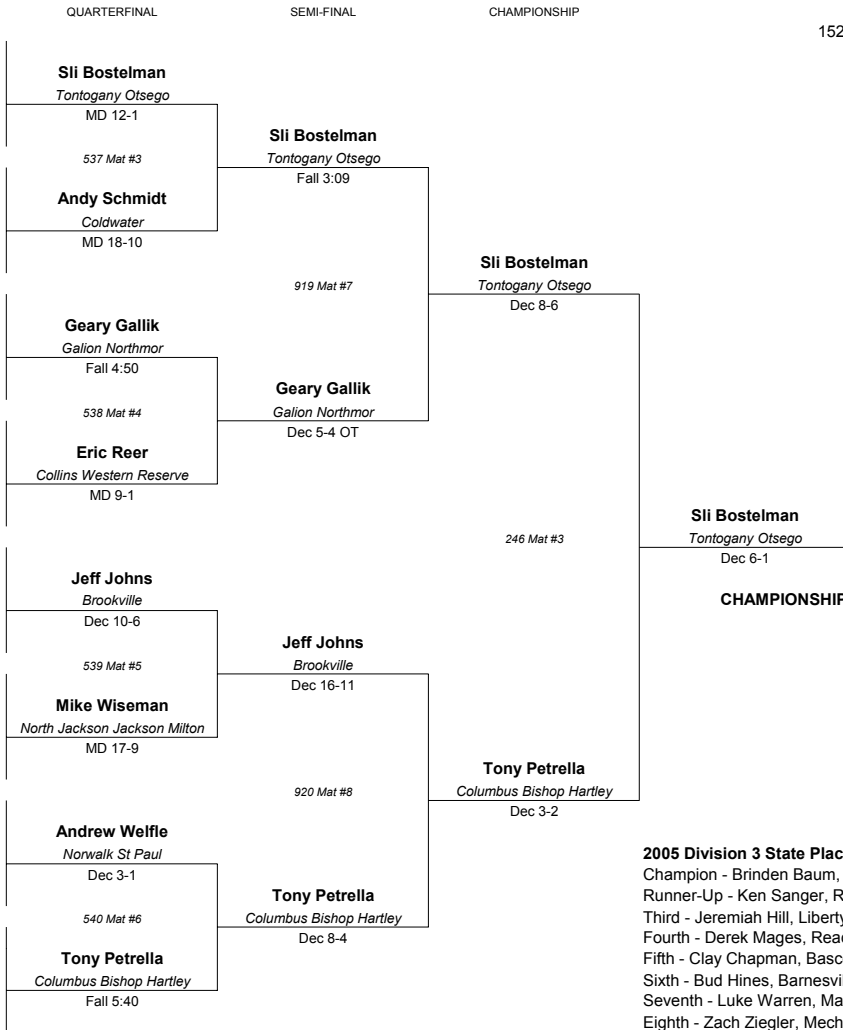 QUARTERFINAL SEMI-FINAL CHAMPIONSHIP
152
Sli Bostelman
Tontogany Otsego
MD 12-1
537 Mat #3
Andy Schmidt
Coldwater
MD 18-10
Geary Gallik
Galion Northmor
Fall 4:50
538 Mat #4
Eric Reer
Collins Western Reserve
MD 9-1
Jeff Johns
Brookville
Dec 10-6
539 Mat #5
Mike Wiseman
North Jackson Jackson Milton
MD 17-9
Andrew Welfle
Norwalk St Paul
Dec 3-1
540 Mat #6
Tony Petrella
Columbus Bishop Hartley
Fall 5:40
Sli Bostelman
Tontogany Otsego
Fall 3:09
919 Mat #7
Geary Gallik
Galion Northmor
Dec 5-4 OT
Jeff Johns
Brookville
Dec 16-11
920 Mat #8
Tony Petrella
Columbus Bishop Hartley
Dec 8-4
Sli Bostelman
Tontogany Otsego
Dec 8-6
246 Mat #3
Tony Petrella
Columbus Bishop Hartley
Dec 3-2
Sli Bostelman
Tontogany Otsego
Dec 6-1
CHAMPIONSHIP
2005 Division 3 State Plac
Champion - Brinden Baum,
Runner-Up - Ken Sanger, R
Third - Jeremiah Hill, Liberty
Fourth - Derek Mages, Read
Fifth - Clay Chapman, Basc
Sixth - Bud Hines, Barnesvi
Seventh - Luke Warren, Ma
Eighth - Zach Ziegler, Mech